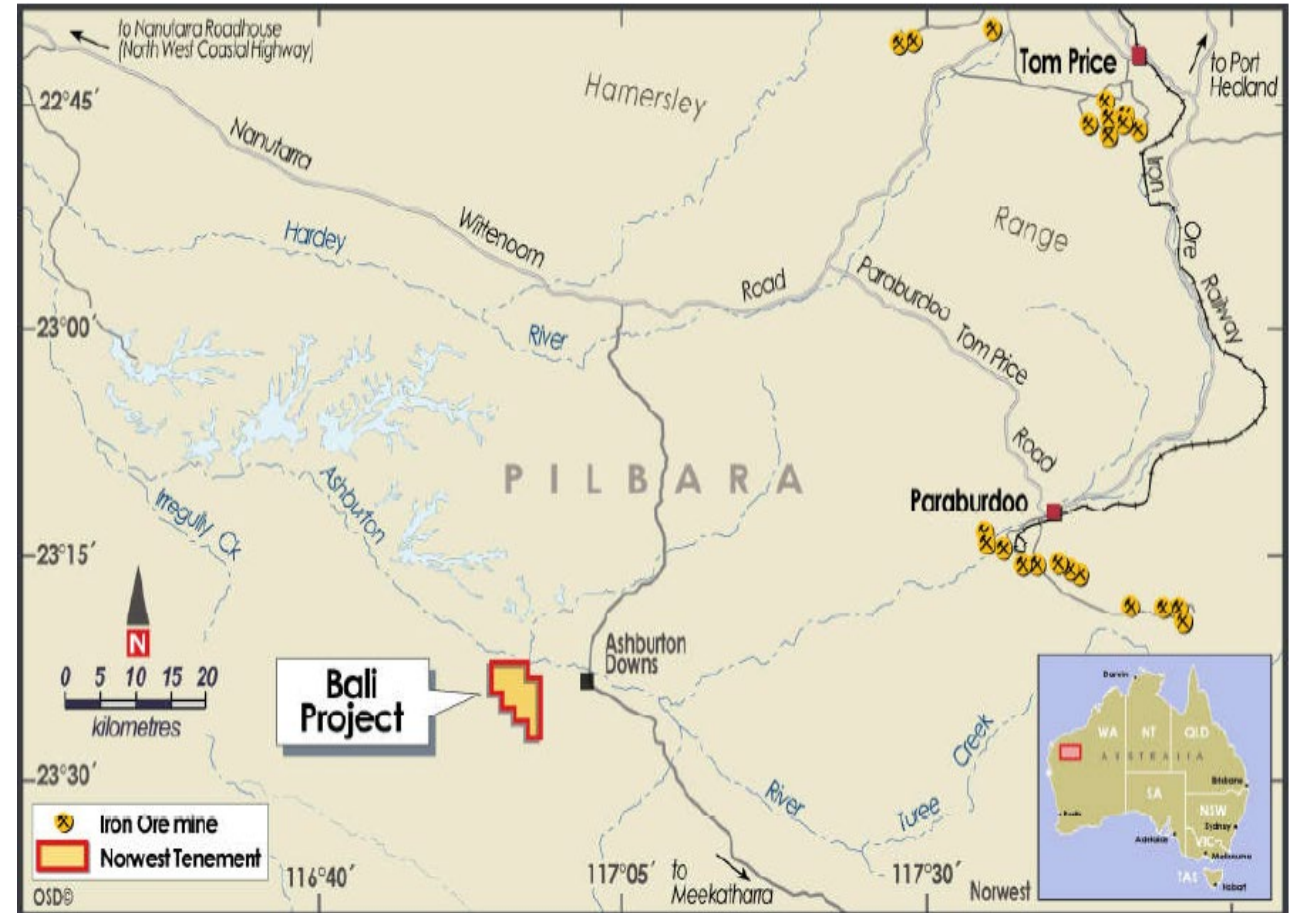 to Nanutarra Roadhouse
(North West Coastal Highway)
Tom Price
to Port
Hedland
22°45′
Hamersley
Nanutarra
Iron
Wittenoom
Hardey
Range
Ore
Road
Paraburdoo
Railway
23°00′
River
Tom Price
Road
PILBARA
Ashburton
Irregully Ck
Paraburdoo
23°15′
N
0 5 10 15 20
kilometres
Ashburton
Downs
Bali
Project
Creek
Turee
River
23°30′
Iron Ore mine
Norwest Tenement
OSD©
116°40′
117°05′
to
Meekatharra
117°30′
Norwest
Darwin
WA
NT
QLD
AUSTRALIA
Brisbane
SA
NSW
Perth
Sydney
Adelaide
VIC
Melbourne
TAS
Hobart